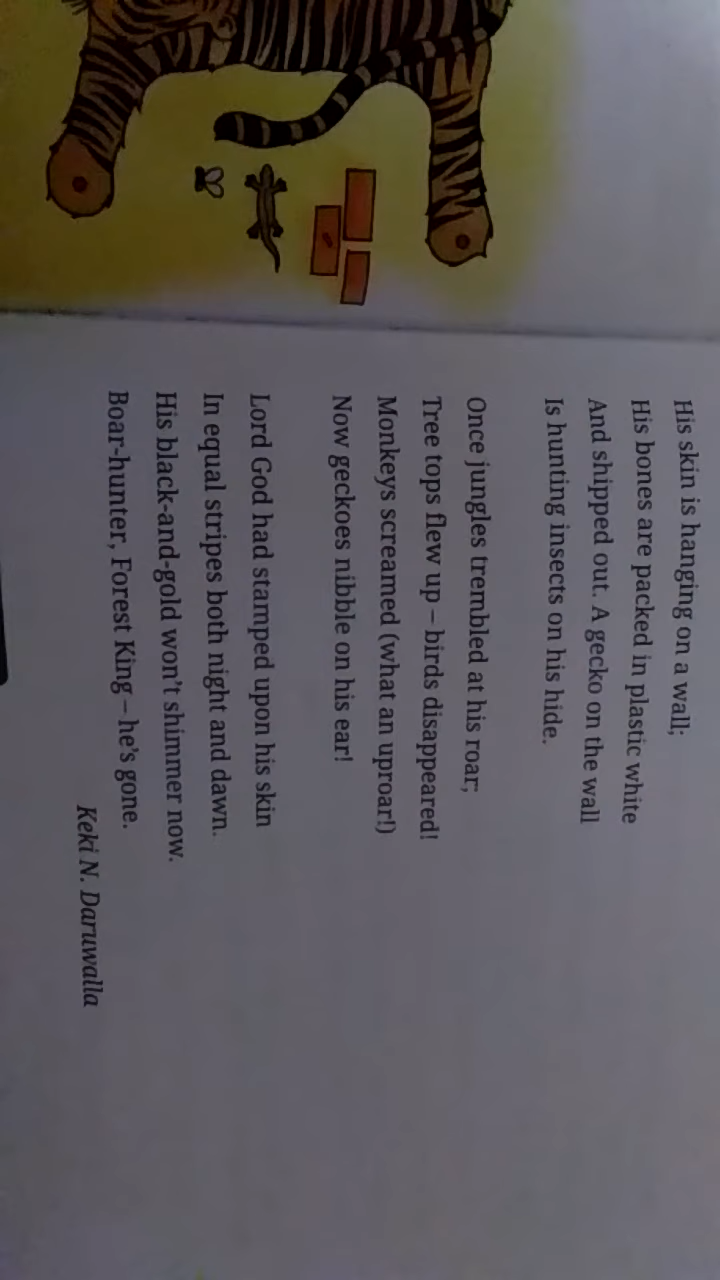 His skin is hanging on a wall;
His bones are packed in plastic white
And shipped out. A gecko on the wall
Is hunting insects on his hide.
Once jungles trembled at his roar;
Tree tops flew up – birds disappeared!
Monkeys screamed (what an uproar!)
Now geckoes nibble on his ear!
Lord God had stamped upon his skin
In equal stripes both night and dawn.
His black-and-gold won't shimmer now.
Boar-hunter, Forest King – he's gone.
Keki N. Daruwalla